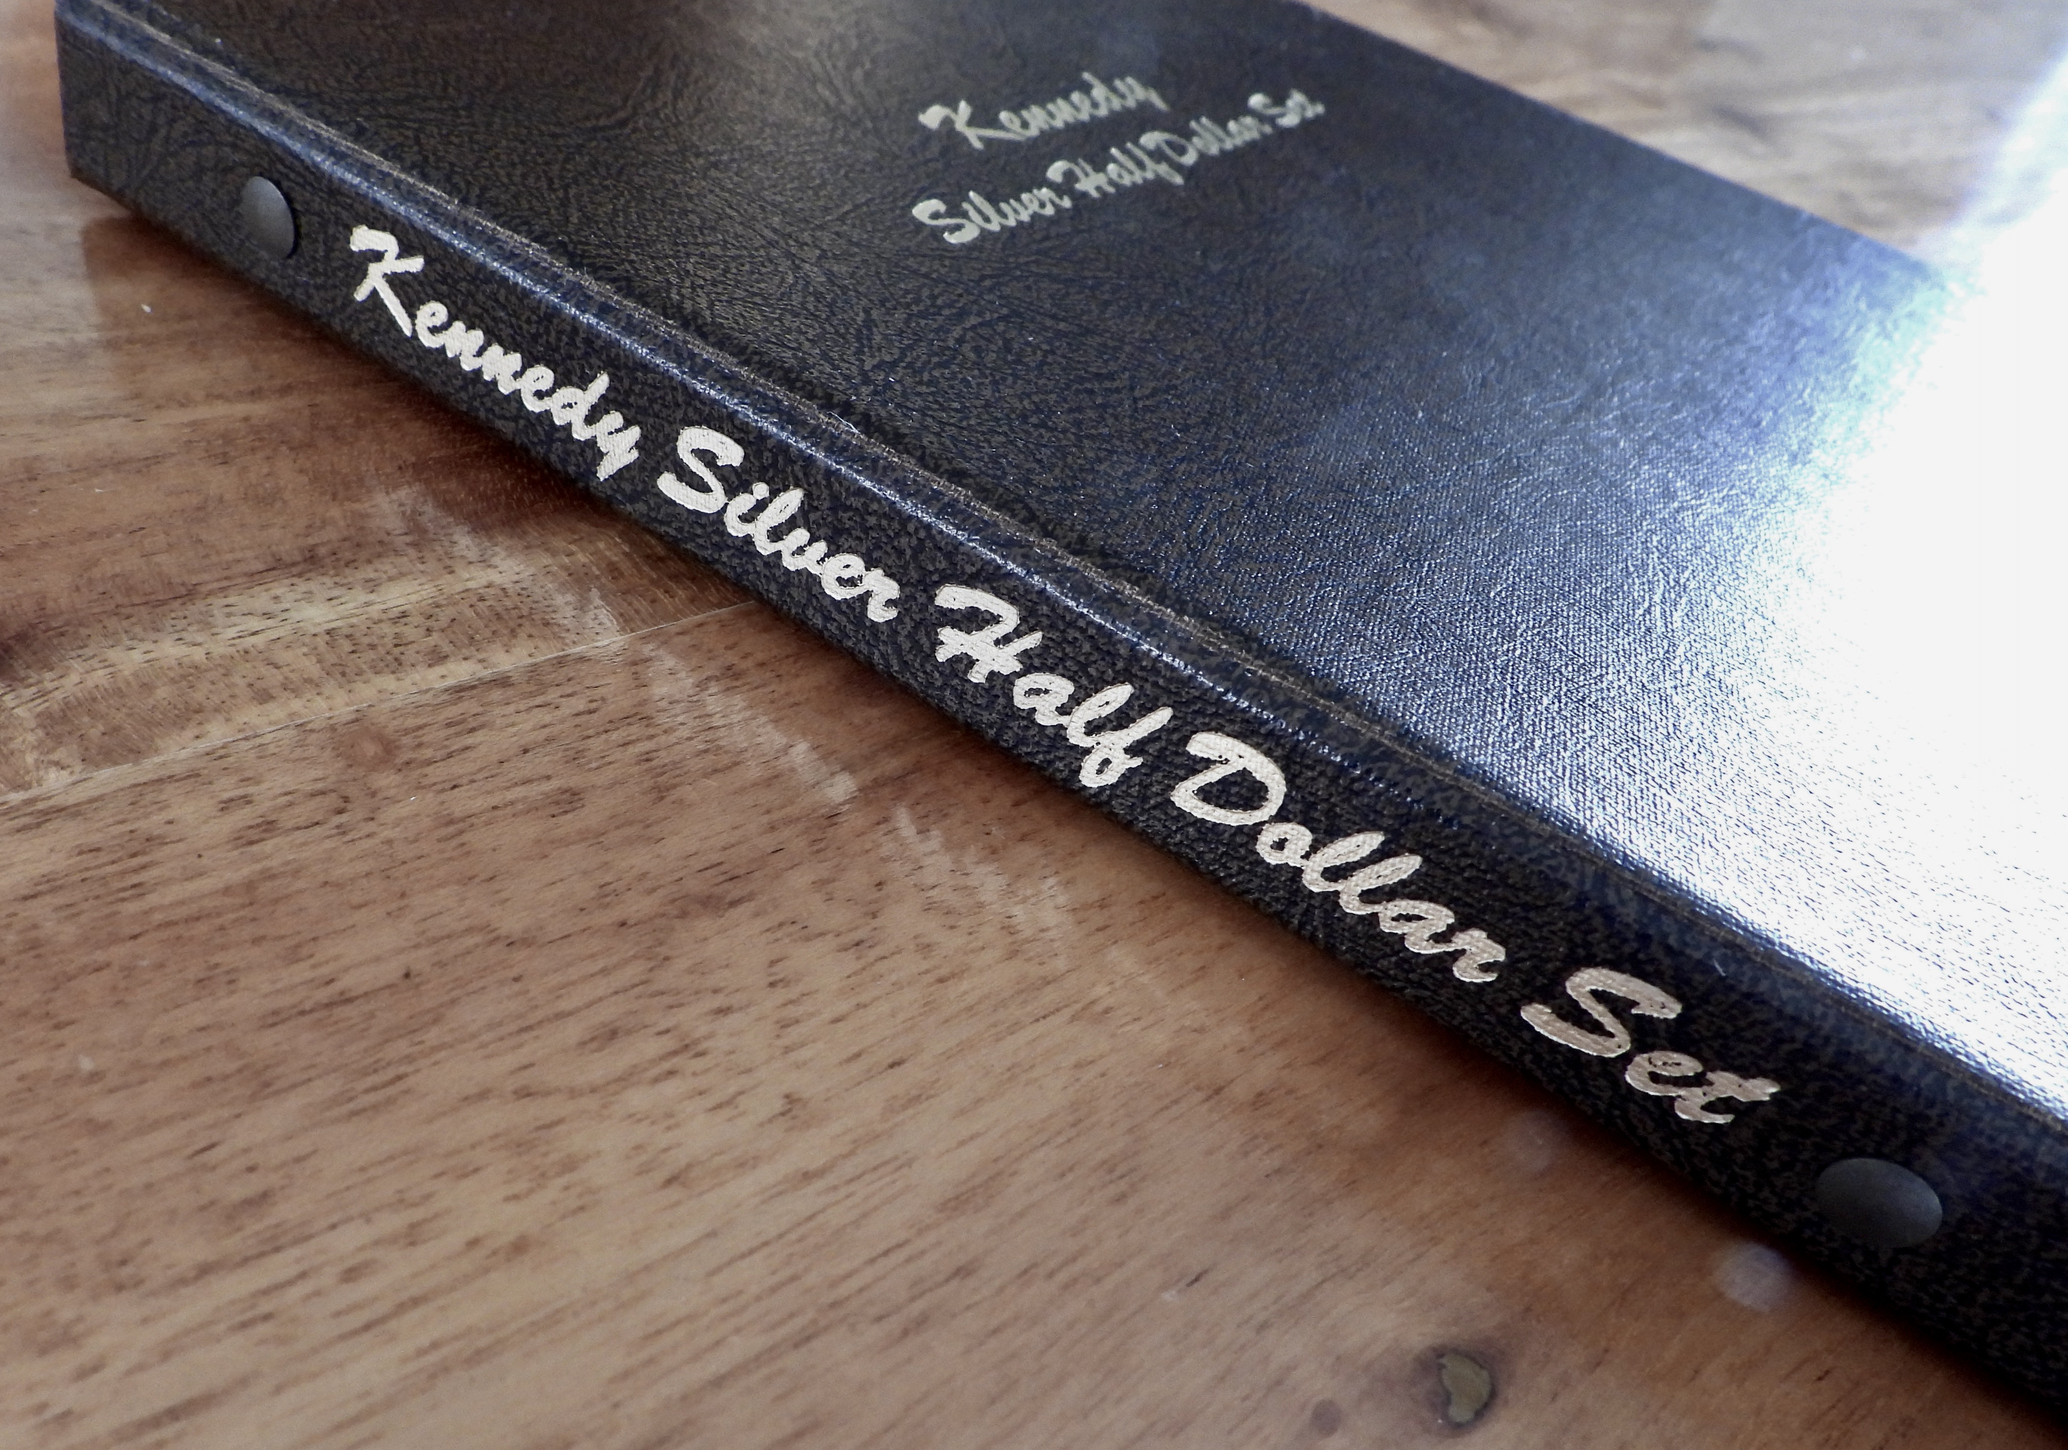 Kennedy
Silver Half Dollar Set
Kennedy Silver Half Dollar Set